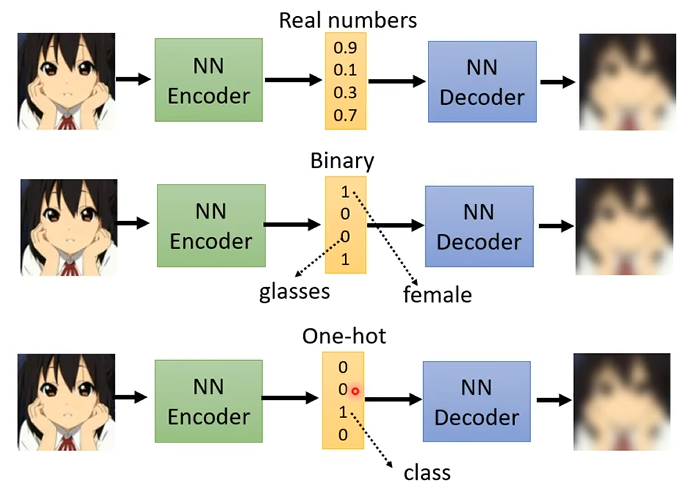 Real numbers
NN
Encoder
0.9
0.1
0.3
0.7
NN
Decoder
Binary
NN
Encoder
1
0
0
1
NN
Decoder
glasses
female
One-hot
NN
Encoder
0
0
1
0
NN
Decoder
class